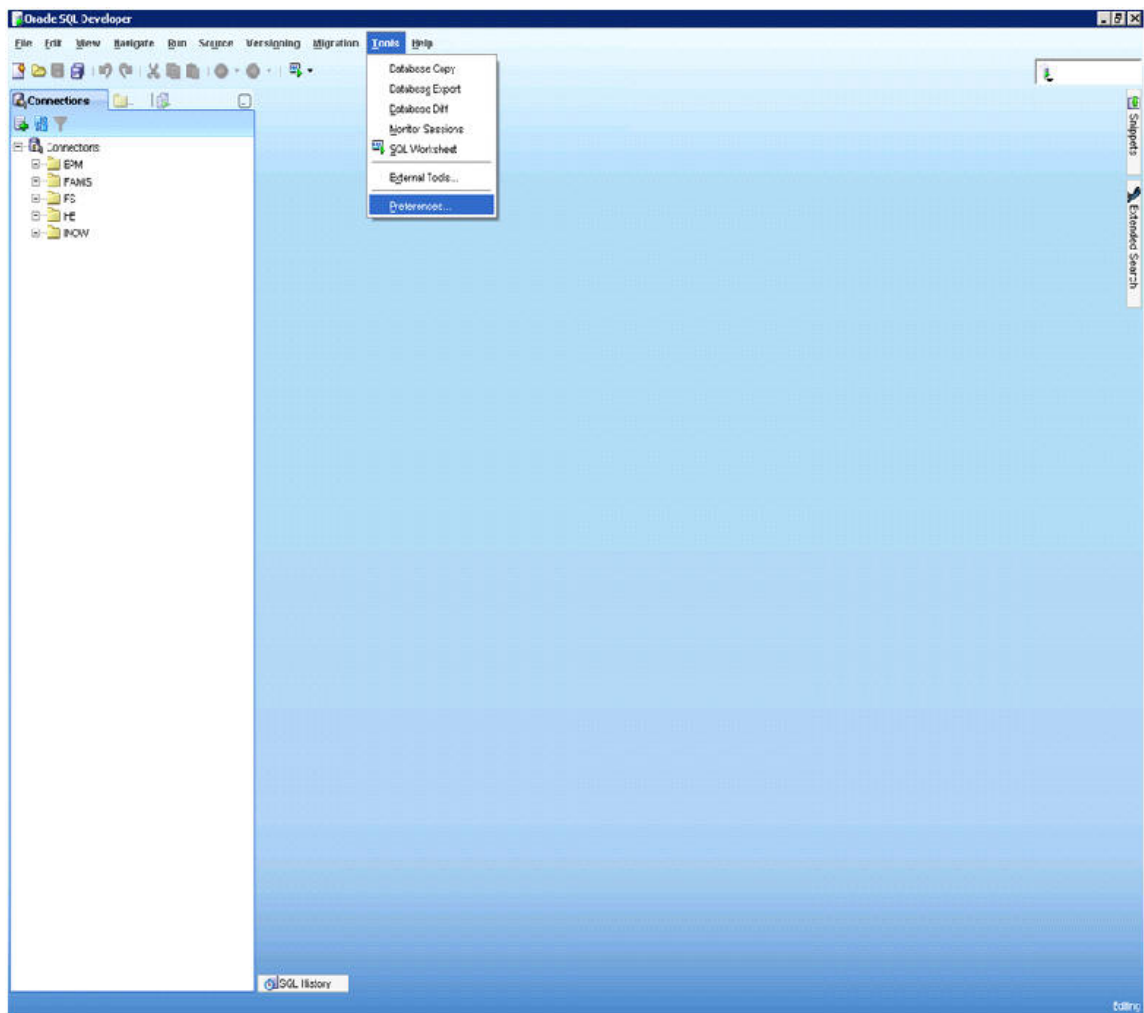 Oracle SQL Developer
File Edit View Navigate Run Source Versioning Migration Tools Help
Database Copy
Database Export
Database Diff
Monitor Sessions
SQL Worksheet
External Tools...
Preferences...
Connections
Connections
EPM
FAMIS
FS
HE
INOW
Snippets
Extended Search
SQL History
Editing